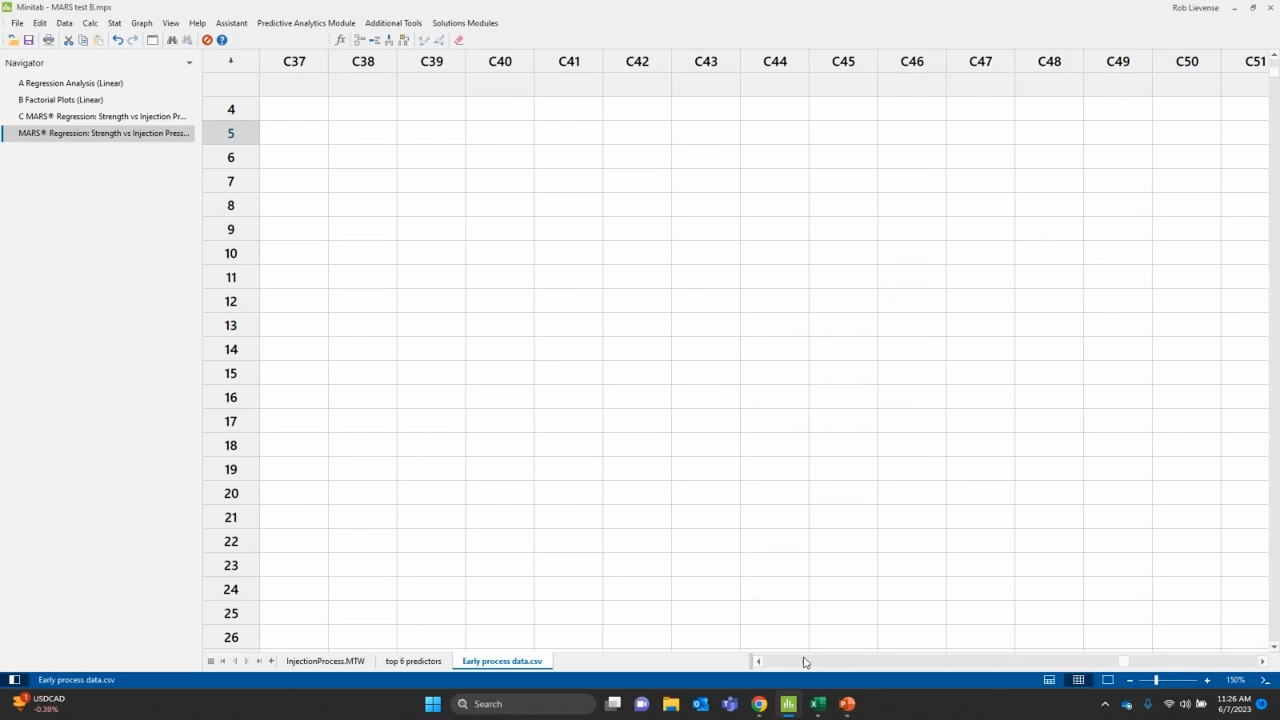 Minitab - MARS test B.mpx
Rob Lievense
File Edit Data Calc Stat Graph View Help Assistant Predictive Analytics Module Additional Tools Solutions Modules
Navigator
A Regression Analysis (Linear)
B Factorial Plots (Linear)
C MARS® Regression: Strength vs Injection Pr...
MARS® Regression: Strength vs Injection Press...
C37 C38 C39 C40 C41 C42 C43 C44 C45 C46 C47 C48 C49 C50 C51
4
5
6
7
8
9
10
11
12
13
14
15
16
17
18
19
20
21
22
23
24
25
26
InjectionProcess.MTW top 6 predictors Early process data.csv
Early process data.csv
150%
USDCAD
-0.39%
Search
11:26 AM
6/7/2023